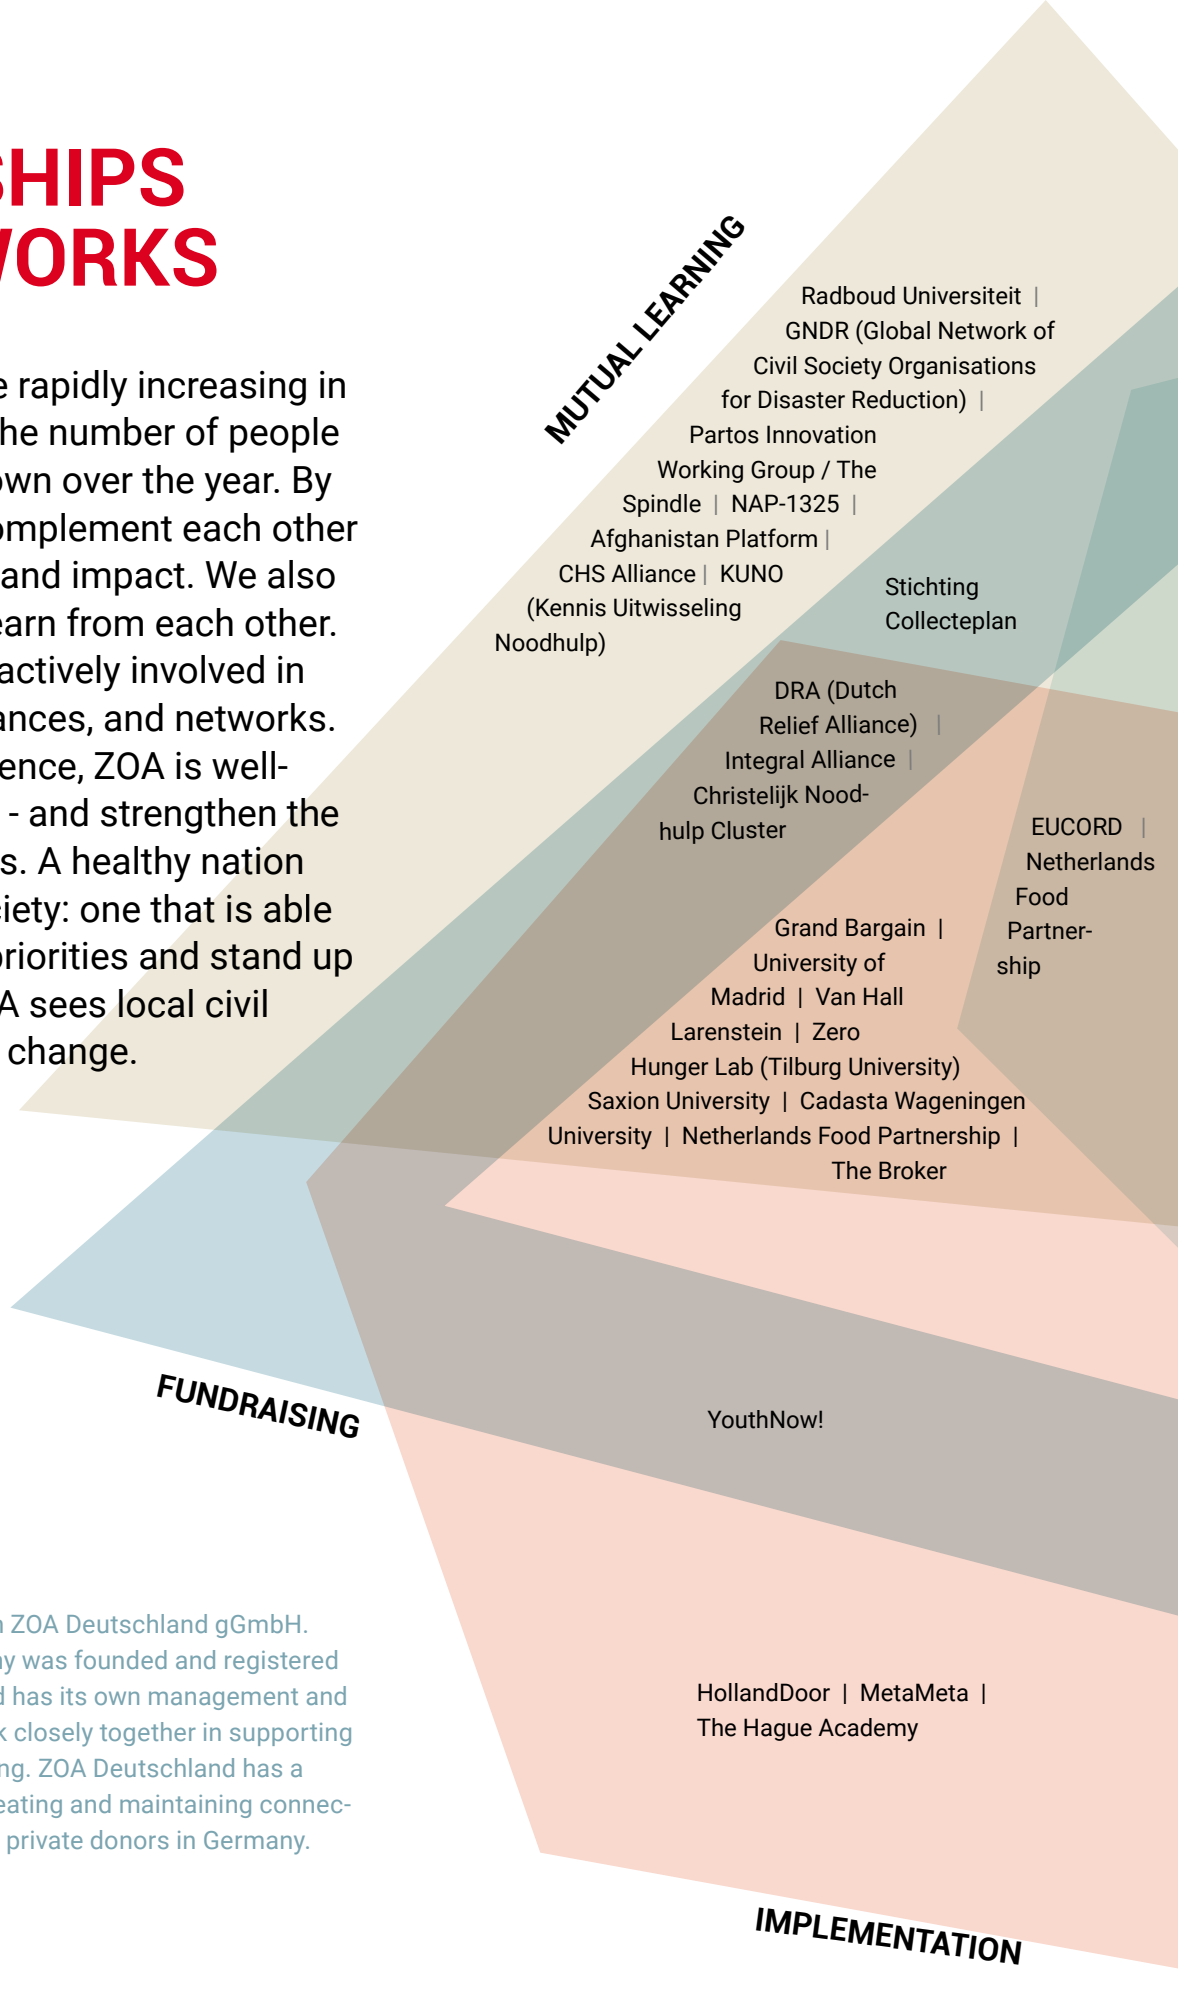 SHIPS
WORKS
e rapidly increasing in
he number of people
own over the year. By
omplement each other
and impact. We also
earn from each other.
actively involved in
ances, and networks.
ence, ZOA is well-
- and strengthen the
s. A healthy nation
ciety: one that is able
priorities and stand up
A sees local civil
change.
MUTUAL LEARNING
Radboud Universiteit |
GNDR (Global Network of
Civil Society Organisations
for Disaster Reduction) |
Partos Innovation
Working Group / The
Spindle | NAP-1325 |
Afghanistan Platform |
CHS Alliance | KUNO
(Kennis Uitwisseling
Noodhulp)
Stichting
Collecteplan
DRA (Dutch
Relief Alliance) |
Integral Alliance |
Christelijk Nood-
hulp Cluster
EUCORD |
Netherlands
Food
Partner-
ship
Grand Bargain |
University of
Madrid | Van Hall
Larenstein | Zero
Hunger Lab (Tilburg University)
Saxion University | Cadasta Wageningen
University | Netherlands Food Partnership |
The Broker
FUNDRAISING
YouthNow!
n ZOA Deutschland gGmbH.
ny was founded and registered
d has its own management and
k closely together in supporting
ng. ZOA Deutschland has a
eating and maintaining connec-
private donors in Germany.
HollandDoor | MetaMeta |
The Hague Academy
IMPLEMENTATION